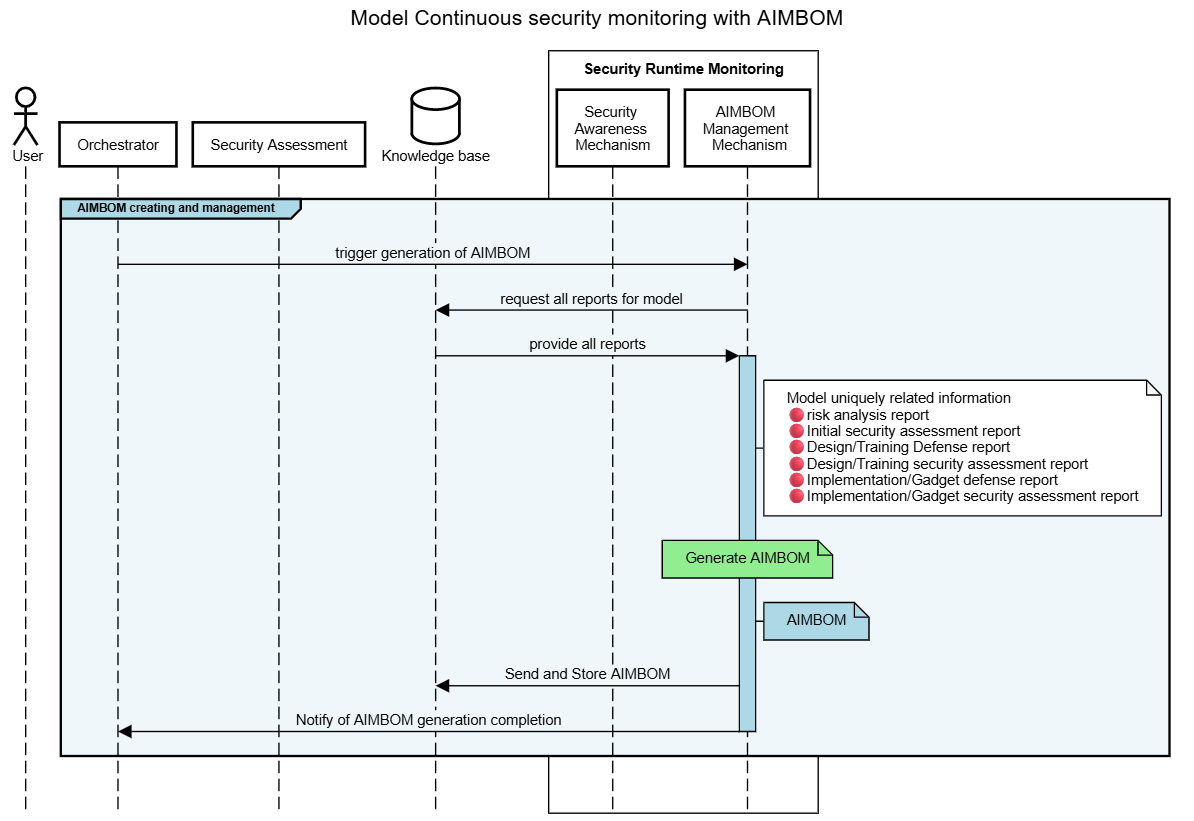 Model Continuous security monitoring with AIMBOM
Security Runtime Monitoring
User
Orchestrator
Security Assessment
Knowledge base
Security
Awareness
Mechanism
AIMBOM
Management
Mechanism
AIMBOM creating and management
trigger generation of AIMBOM
request all reports for model
provide all reports
Model uniquely related information
risk analysis report
Initial security assessment report
Design/Training Defense report
Design/Training security assessment report
Implementation/Gadget defense report
Implementation/Gadget security assessment report
Generate AIMBOM
AIMBOM
Send and Store AIMBOM
Notify of AIMBOM generation completion